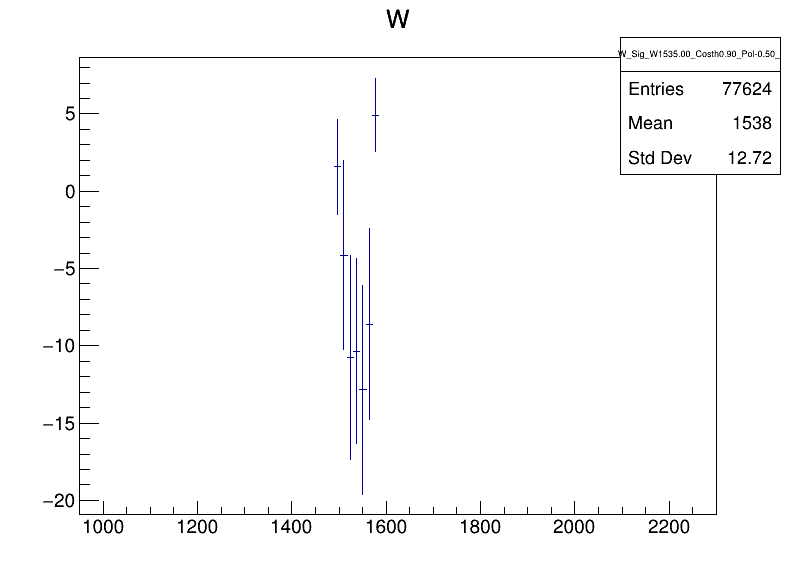 W
W_Sig_W1535.00_Costh0.90_Pol-0.50_
Entries 77624
Mean 1538
Std Dev 12.72
5
0
−5
−10
−15
−20
1000 1200 1400 1600 1800 2000 2200